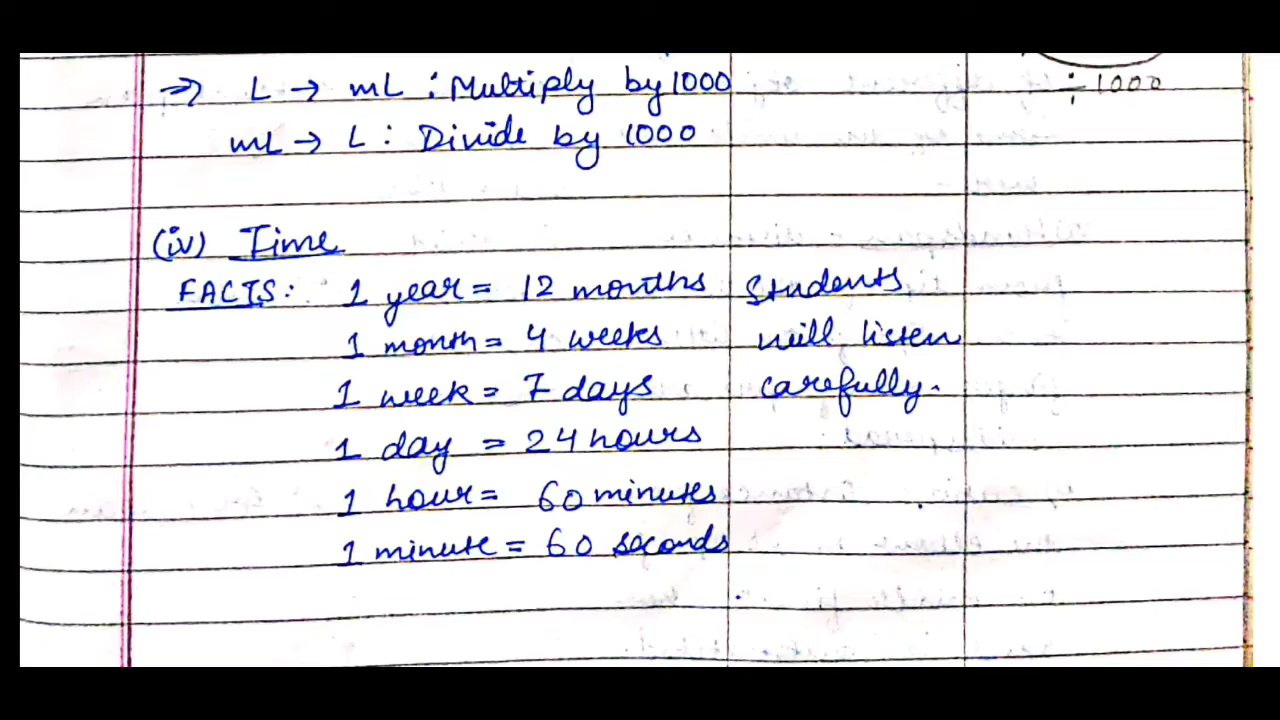 ⇒ L → mL : Multiply by 1000
÷ 1000
mL → L : Divide by 1000
(iv) Time
FACTS: 1 year = 12 months
1 month = 4 weeks
1 week = 7 days
1 day = 24 hours
1 hour = 60 minutes
1 minute = 60 seconds
Students
will listen
carefully.